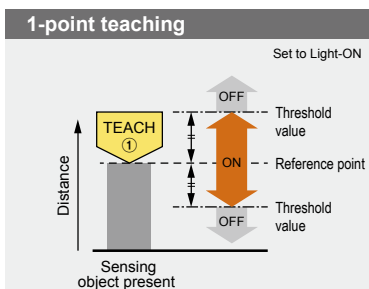 1-point teaching
Set to Light-ON
OFF
TEACH
①
Threshold
value
Distance
ON
Reference point
OFF
Threshold
value
Sensing
object present